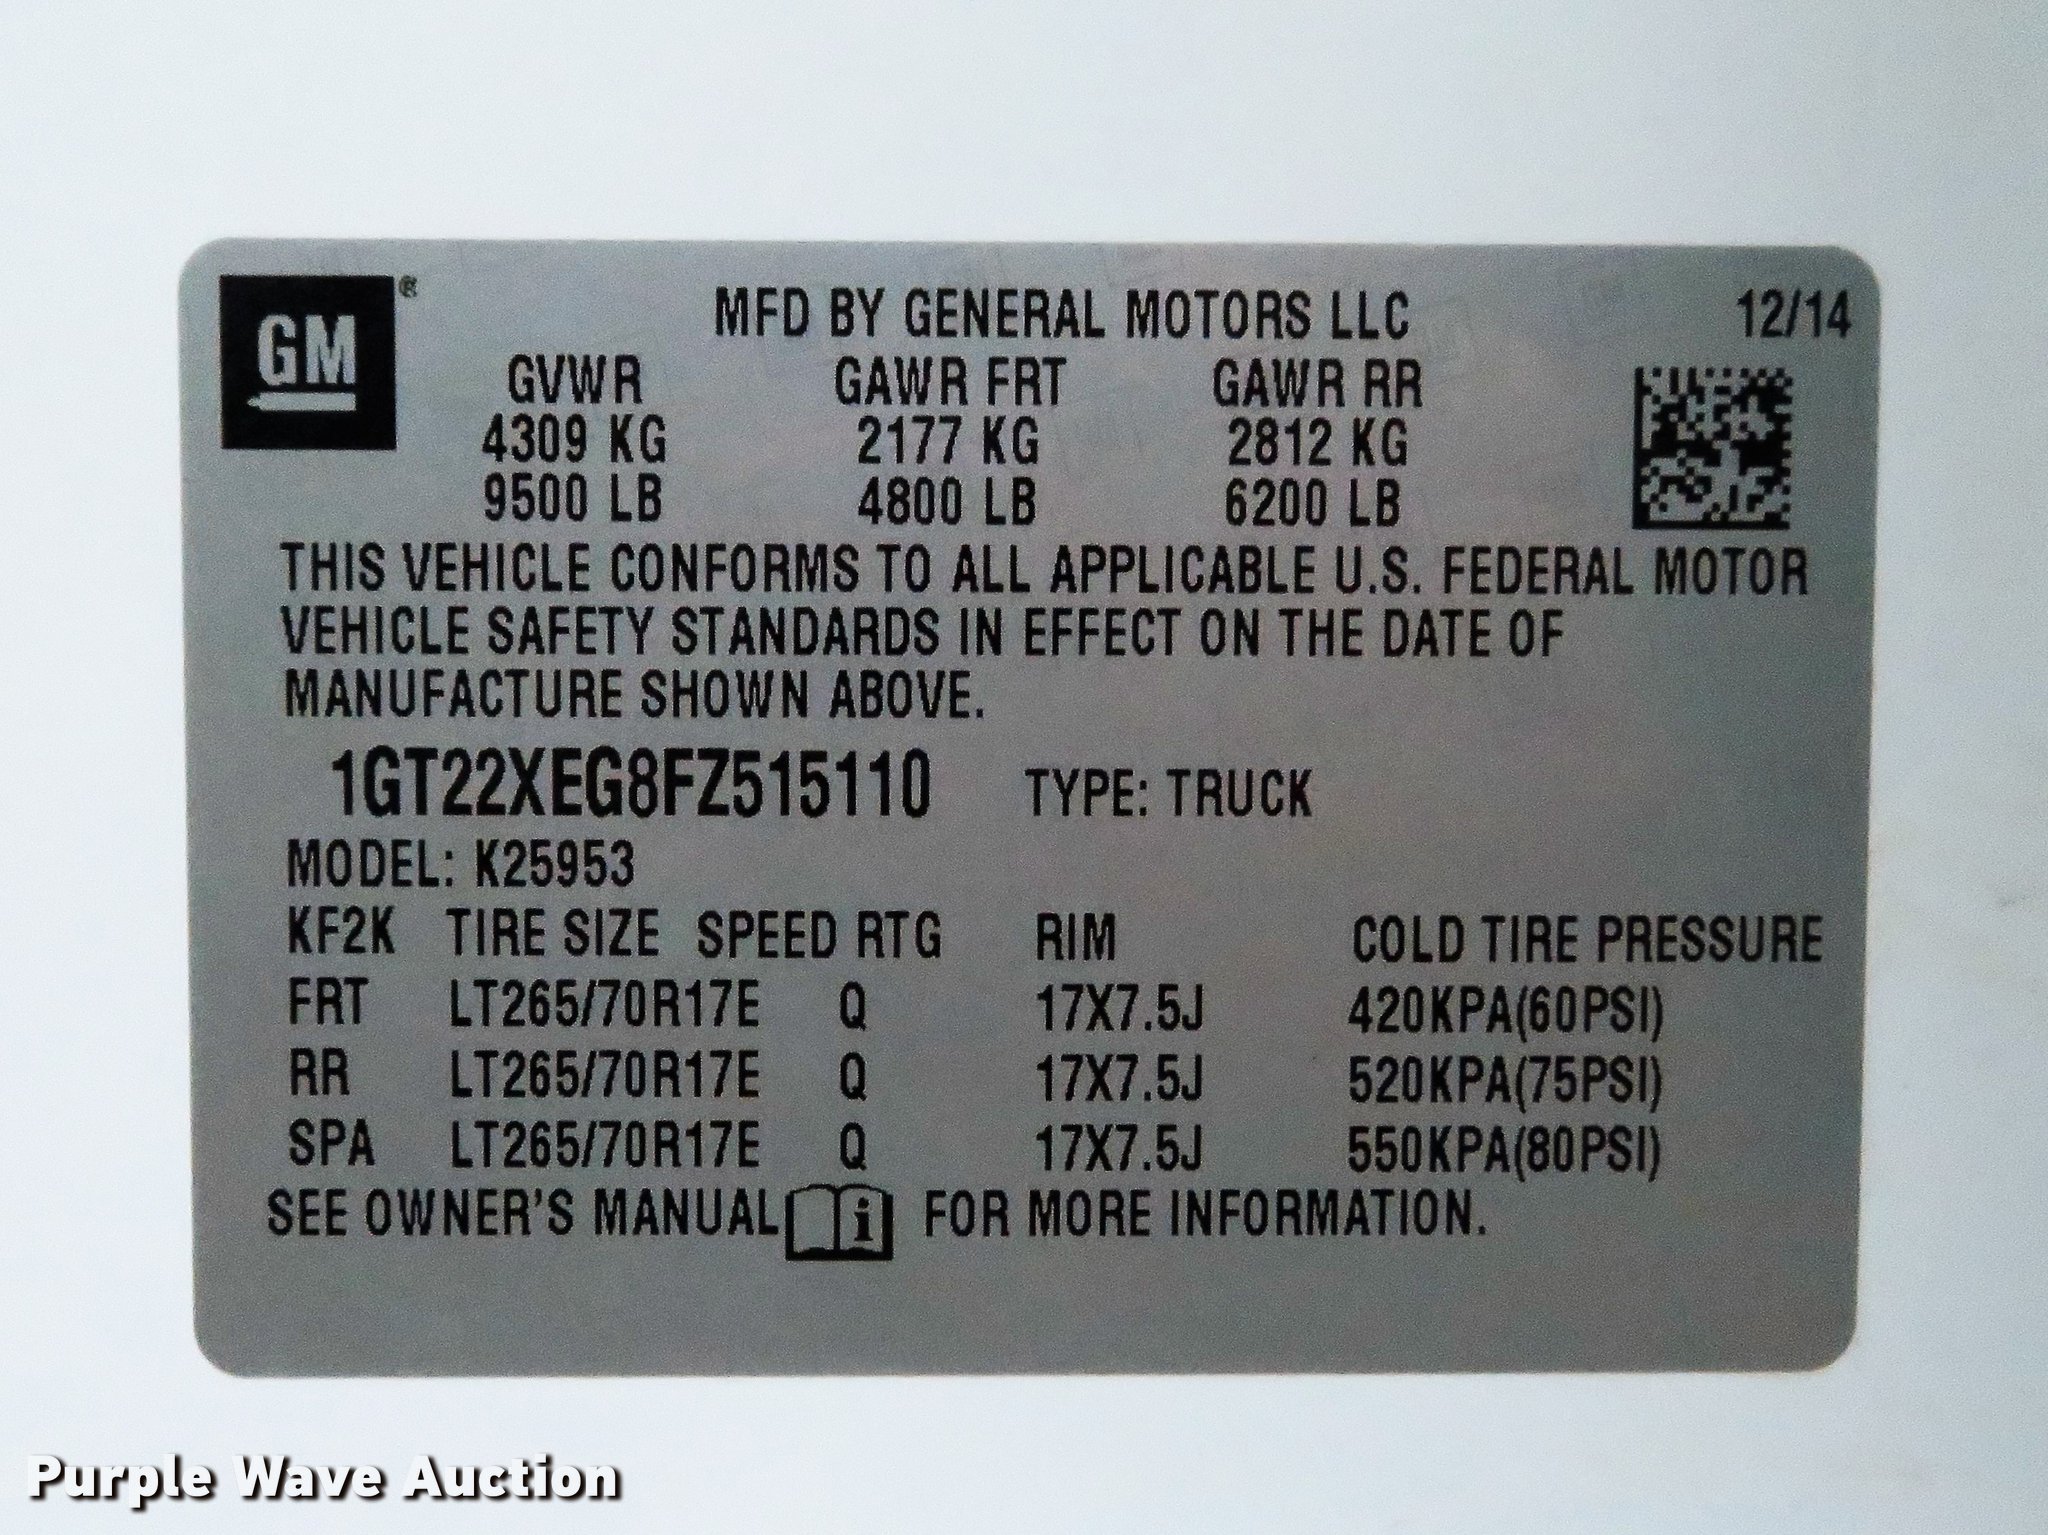 GM®
MFD BY GENERAL MOTORS LLC 12/14
GVWR GAWR FRT GAWR RR
4309 KG 2177 KG 2812 KG
9500 LB 4800 LB 6200 LB
THIS VEHICLE CONFORMS TO ALL APPLICABLE U.S. FEDERAL MOTOR
VEHICLE SAFETY STANDARDS IN EFFECT ON THE DATE OF
MANUFACTURE SHOWN ABOVE.
1GT22XEG8FZ515110 TYPE: TRUCK
MODEL: K25953
KF2K TIRE SIZE SPEED RTG RIM COLD TIRE PRESSURE
FRT LT265/70R17E Q 17X7.5J 420KPA(60PSI)
RR LT265/70R17E Q 17X7.5J 520KPA(75PSI)
SPA LT265/70R17E Q 17X7.5J 550KPA(80PSI)
SEE OWNER'S MANUAL i FOR MORE INFORMATION.
Purple Wave Auction